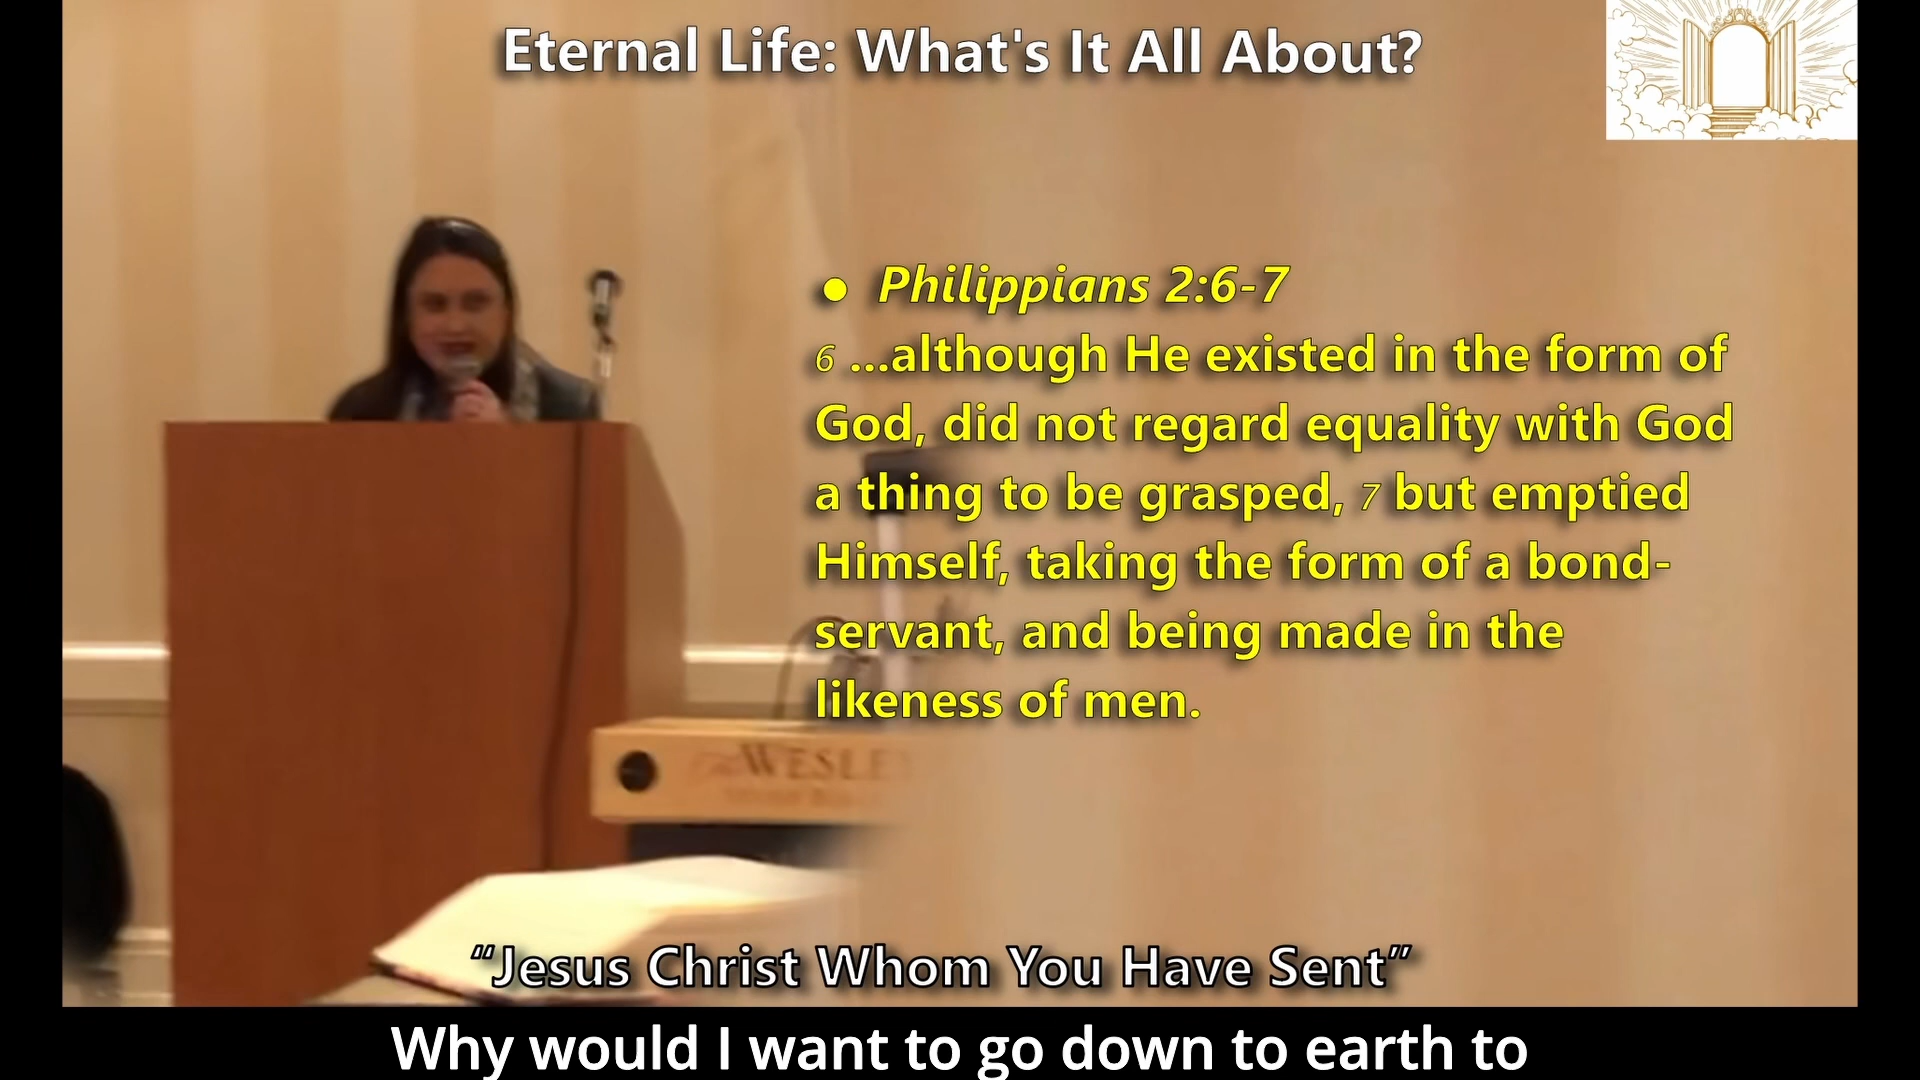 Eternal Life: What's It All About?
● Philippians 2:6-7
6 ...although He existed in the form of
God, did not regard equality with God
a thing to be grasped, 7 but emptied
Himself, taking the form of a bond-
servant, and being made in the
likeness of men.
WESLEY
“Jesus Christ Whom You Have Sent”
Why would I want to go down to earth to